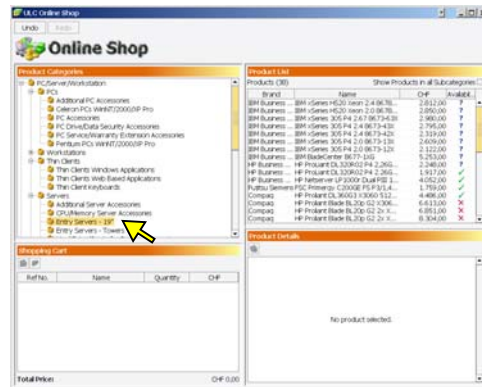 ULC Online Shop
Undo Redo
Online Shop
Product Categories
PC/Server/Workstation
PCs
Additional PC Accessories
Celeron PCs WinNT/2000/XP Pro
PC Accessories
PC Drive/Data Security Accessories
PC Service/Warranty Extension Accessories
Pentium PCs WinNT/2000/XP Pro
Workstations
Thin Clients
Thin Clients Windows Applications
Thin Clients Web Based Applications
Thin Client Keyboards
Servers
Additional Server Accessories
CPU/Memory Server Accessories
Entry Servers - 19"
Entry Servers - Towers
Shopping Cart
Ref No. Name Quantity CHF
Total Price: CHF 0,00
Product List
Products (38) Show Products in all Subcategories
Brand Name CHF Availabl...
IBM Business ... IBM xSeries HS20 Xeon 2.4 8678... 2.812,00 ?
IBM Business ... IBM xSeries HS20 Xeon 2.0 8678... 2.850,00 ?
IBM Business ... IBM xSeries 305 P4 2.67 8673-63X 2.980,00 ?
IBM Business ... IBM xSeries 305 P4 2.4 8673-43X 2.795,00 ?
IBM Business ... IBM xSeries 305 P4 2.4 8673-42X 2.319,00 ?
IBM Business ... IBM xSeries 305 P4 2.0 8673-13X 2.609,00 ?
IBM Business ... IBM xSeries 305 P4 2.0 8673-12X 2.122,00 ?
IBM Business ... IBM BladeCenter 8677-1XG 5.253,00 ?
HP Business ... HP ProLiant DL320R02 P4 2.26G... 2.248,00
HP Business ... HP ProLiant DL320R02 P4 2.26G... 1.917,00
HP Business ... HP Netserver LP1000r Dual PIII 1 4.052,00
Fujitsu Siemens FSC Primergy C200GE PS P3/1,4... 1.759,00
Compaq HP Proliant DL360G3 X3060 512... 4.486,00
Compaq HP Proliant Blade BL20p G2 X306... 6.613,00
Compaq HP Proliant Blade BL20p G2 2x X... 6.851,00
Compaq HP Proliant Blade BL20p G2 2x X... 8.304,00
Product Details
No product selected.